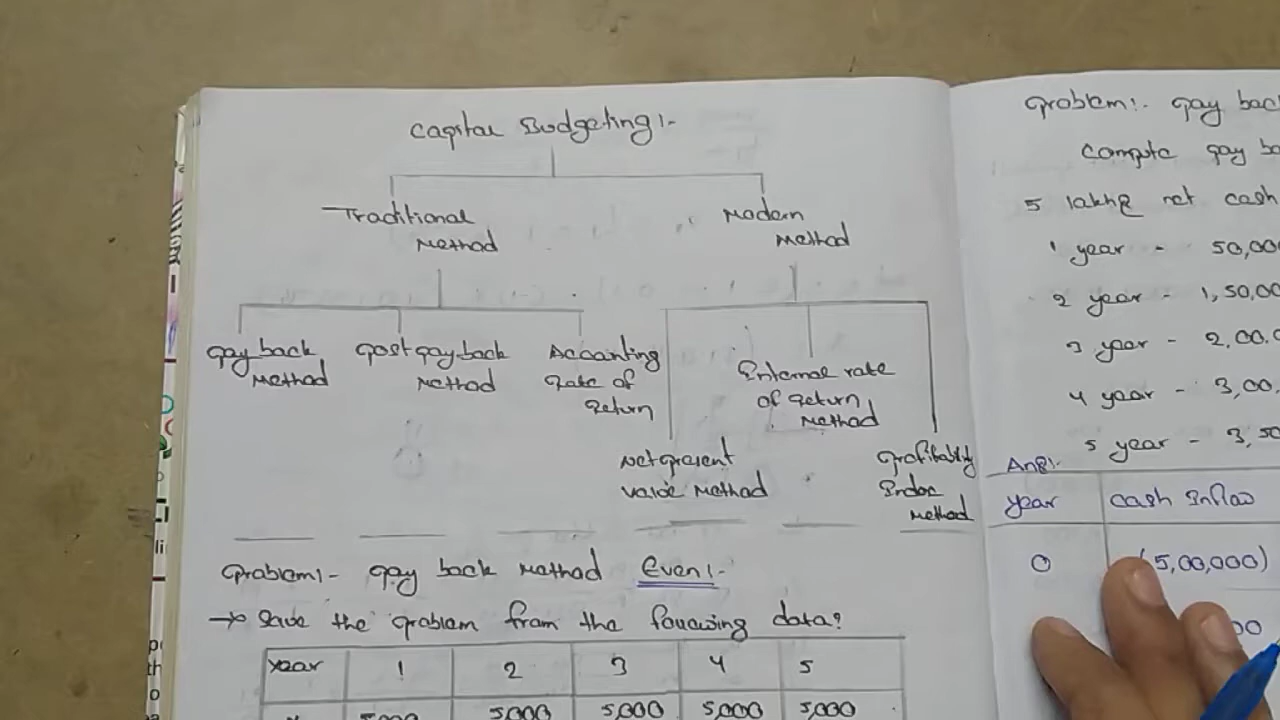 Capital Budgeting:-
Traditional Method
Modern Method
Pay back Method
Post pay back Method
Accounting Rate of Return
Net present value Method
Internal rate of Return Method
Profitability Index Method
Problem:- Pay back Method Even:-
→ Solve the problem from the following data?
year 1 2 3 4 5
5,000 5,000 5,000 5,000
Problem:- Pay bac
Compute pay ba
5 lakhs net cash
1 year - 50,00
2 year - 1,50,00
3 year - 2,00,0
4 year - 3,00,
5 year - 3,50
Ans:-
year cash Inflow
0 (5,00,000)
00